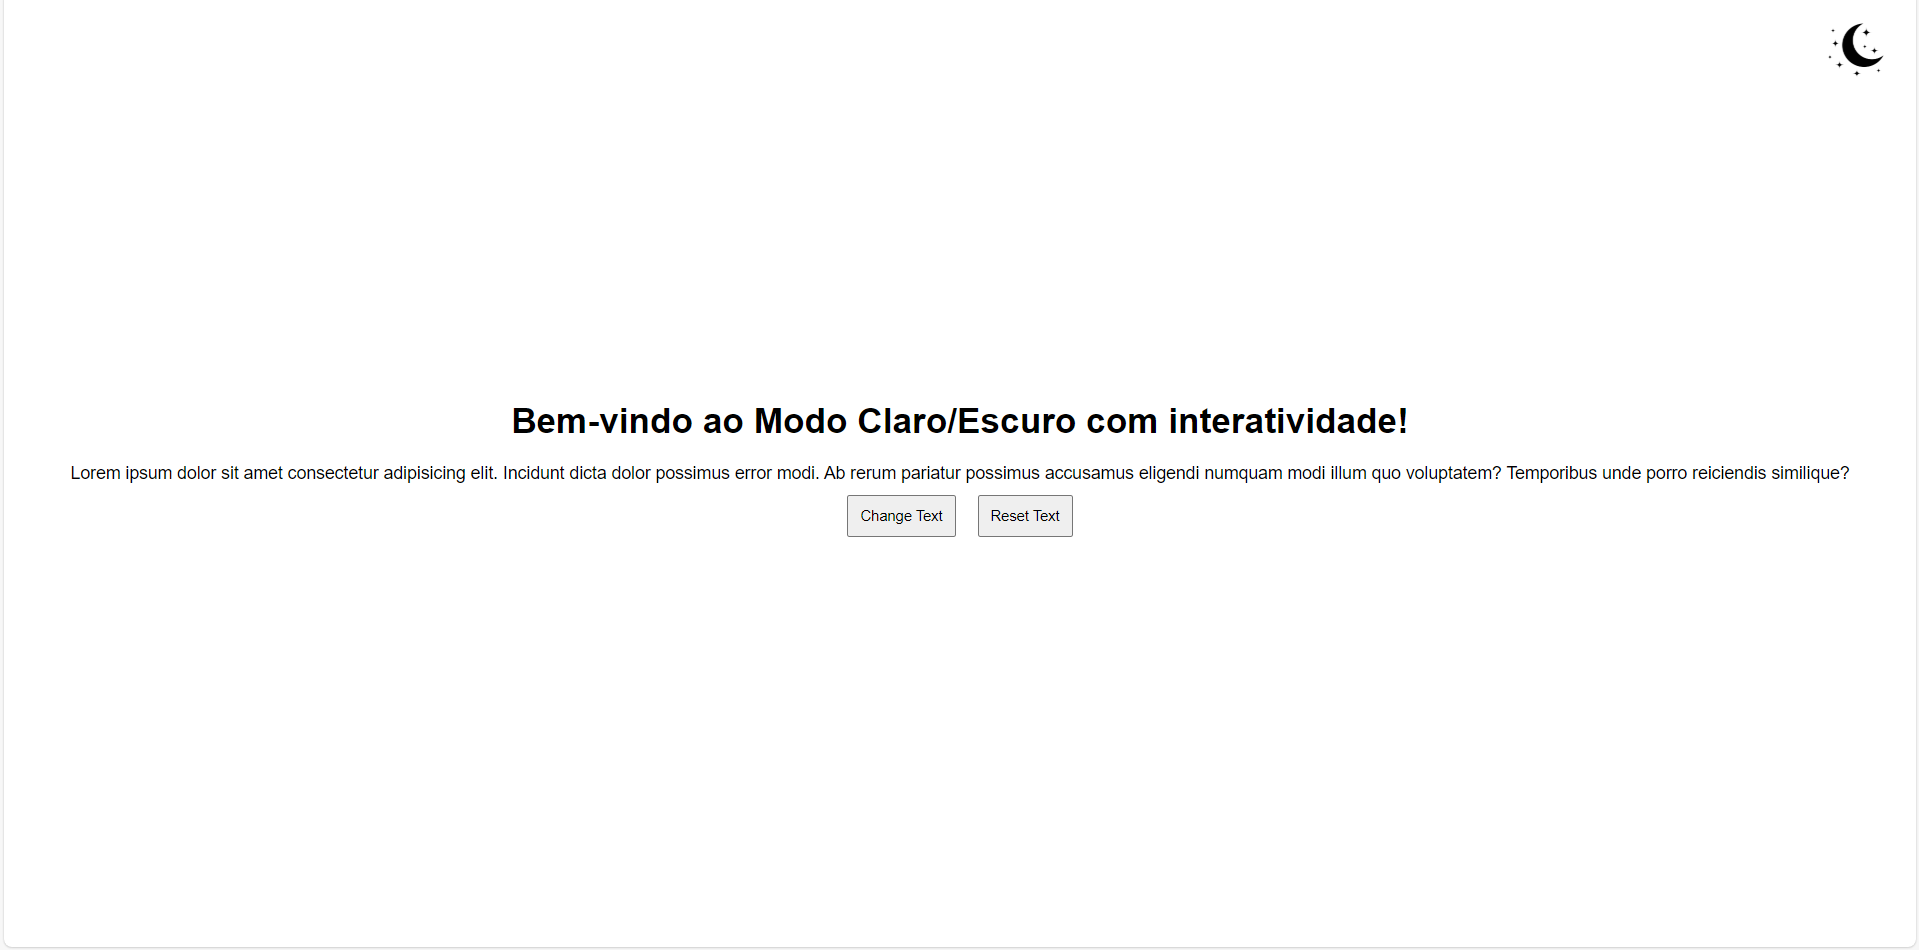 Bem-vindo ao Modo Claro/Escuro com interatividade!
Lorem ipsum dolor sit amet consectetur adipisicing elit. Incidunt dicta dolor possimus error modi. Ab rerum pariatur possimus accusamus eligendi numquam modi illum quo voluptatem? Temporibus unde porro reiciendis similique?
Change Text Reset Text